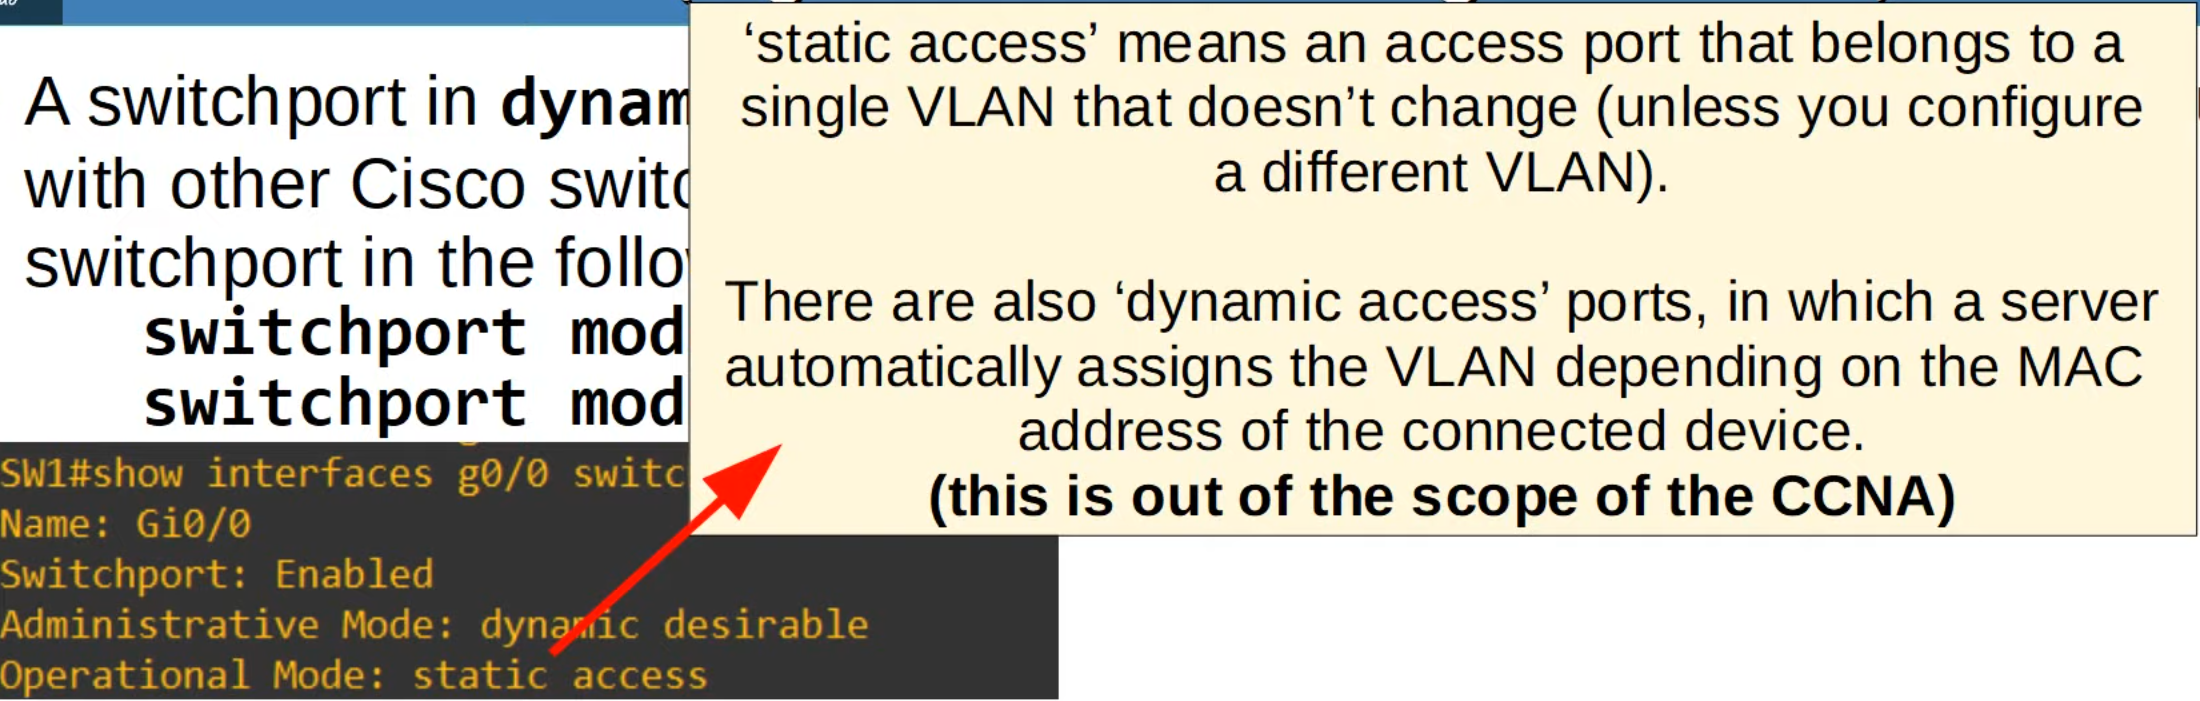 ‘static access’ means an access port that belongs to a
single VLAN that doesn’t change (unless you configure
a different VLAN).
There are also ‘dynamic access’ ports, in which a server
automatically assigns the VLAN depending on the MAC
address of the connected device.
(this is out of the scope of the CCNA)
A switchport in dynam
with other Cisco switc
switchport in the follo
switchport mod
switchport mod
SW1#show interfaces g0/0 switc
Name: Gi0/0
Switchport: Enabled
Administrative Mode: dynamic desirable
Operational Mode: static access